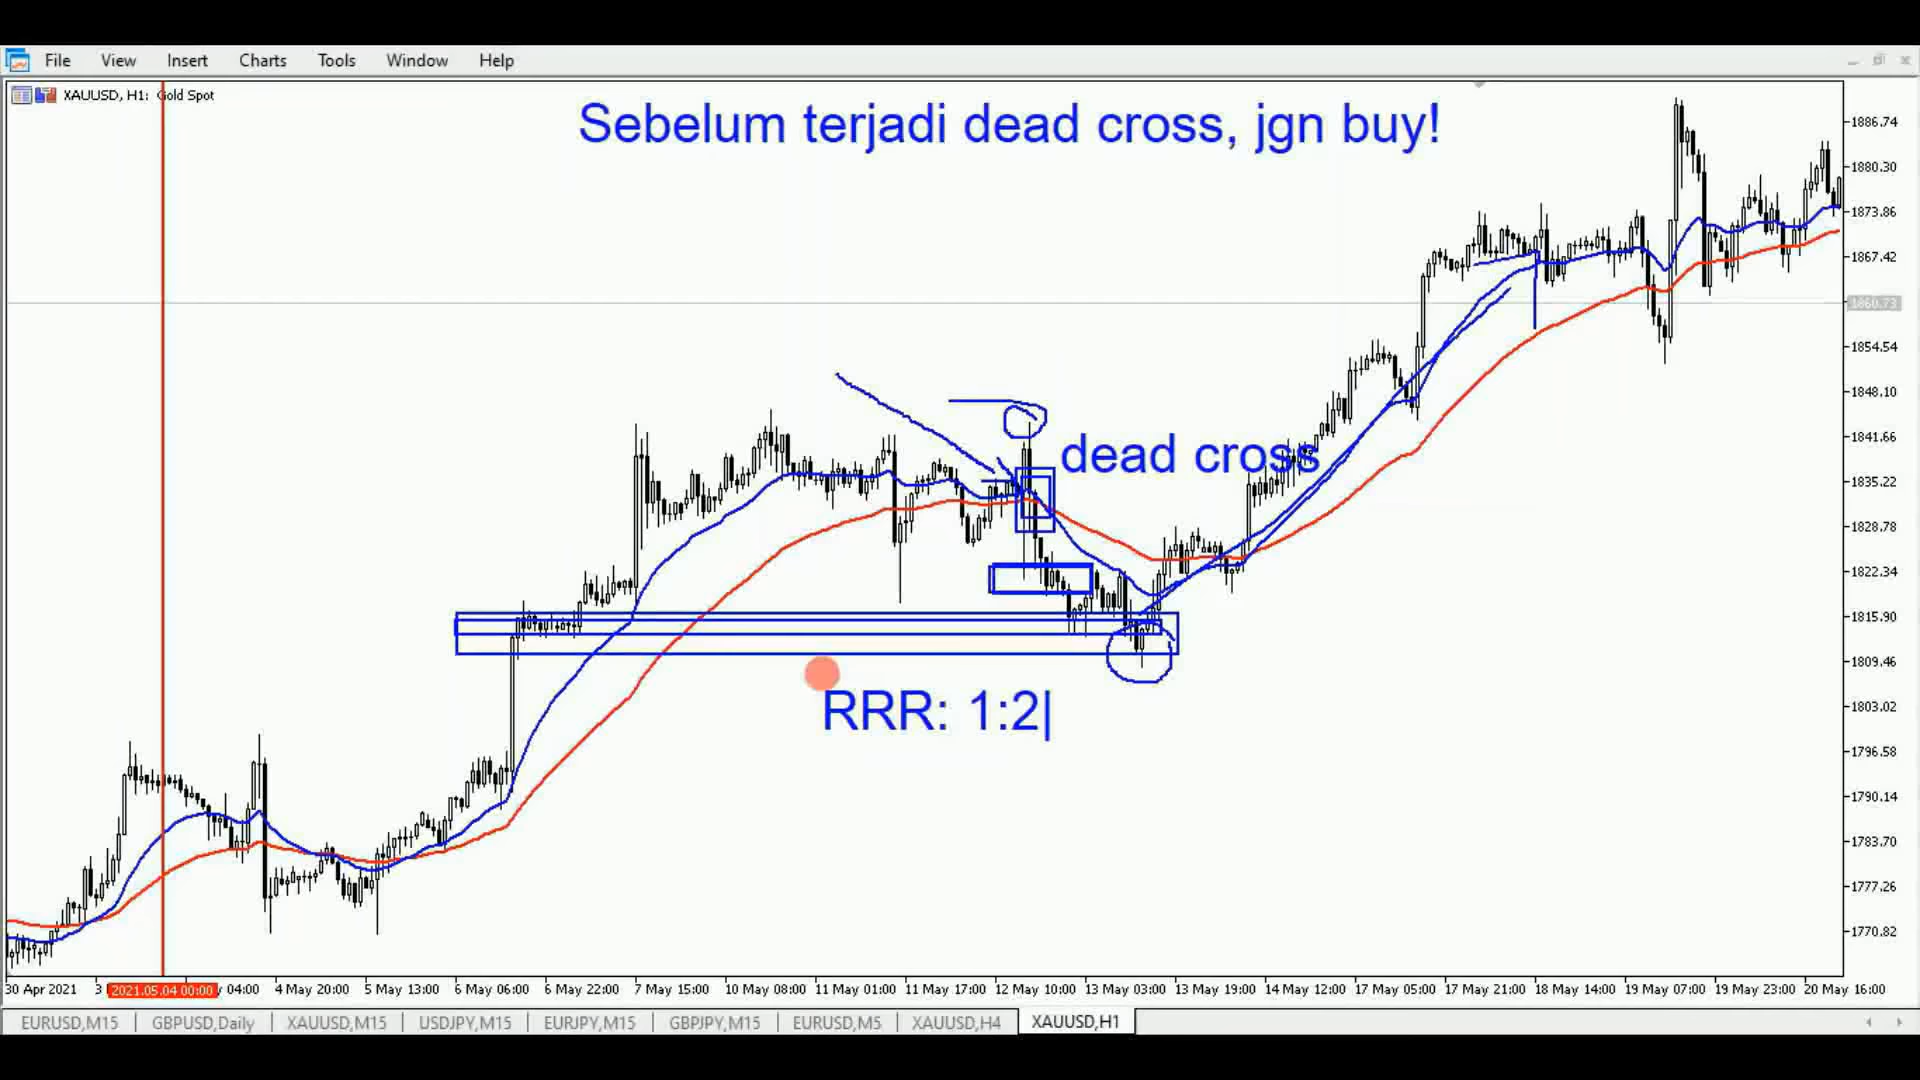 File View Insert Charts Tools Window Help
XAUUSD, H1: Gold Spot
Sebelum terjadi dead cross, jgn buy!
1886.74
1880.30
1873.86
1867.42
1860.73
1854.54
1848.10
1841.66
dead cross
1835.22
1828.78
1822.34
1815.90
1809.46
RRR: 1:2
1803.02
1796.58
1790.14
1783.70
1777.26
1770.82
30 Apr 2021 3 2021.05.04 00:00 04:00 4 May 20:00 5 May 13:00 6 May 06:00 6 May 22:00 7 May 15:00 10 May 08:00 11 May 01:00 11 May 17:00 12 May 10:00 13 May 03:00 13 May 19:00 14 May 12:00 17 May 05:00 17 May 21:00 18 May 14:00 19 May 07:00 19 May 23:00 20 May 16:00
EURUSD,M15 GBPUSD,Daily XAUUSD,M15 USDJPY,M15 EURJPY,M15 GBPJPY,M15 EURUSD,M5 XAUUSD,H4 XAUUSD,H1